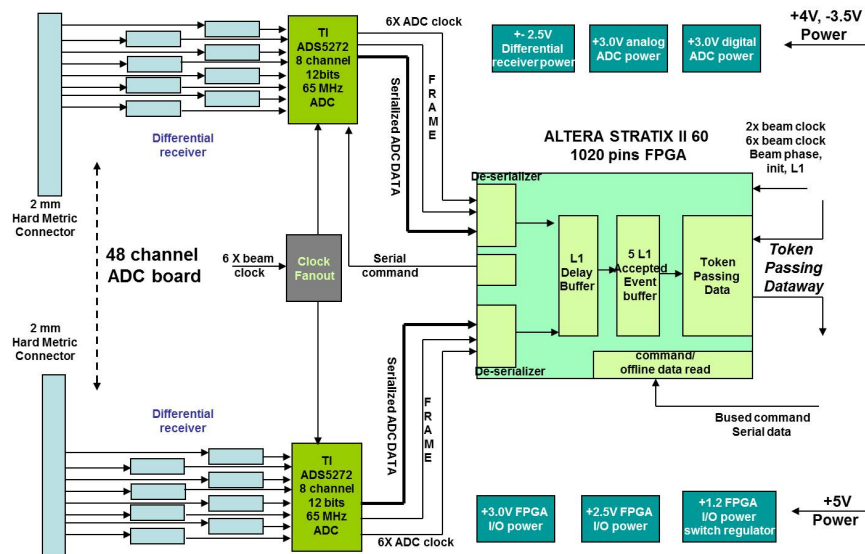 6X ADC clock
TI
ADS5272
8 channel
12bits
65 MHz
ADC
Serialized ADC DATA
F
R
A
M
E
+- 2.5V
Differential
receiver power
+3.0V analog
ADC power
+3.0V digital
ADC power
+4V, -3.5V
Power
Differential
receiver
2 mm
Hard Metric
Connector
48 channel
ADC board
6 X beam
clock
Clock
Fanout
Serial
command
ALTERA STRATIX II 60
1020 pins FPGA
De-serializer
L1
Delay
Buffer
5 L1
Accepted
Event
buffer
Token
Passing
Data
De-serializer
command/
offline data read
2x beam clock
6x beam clock
Beam phase,
init, L1
Token
Passing
Dataway
Bused command
Serial data
2 mm
Hard Metric
Connector
Differential
receiver
TI
ADS5272
8 channel
12 bits
65 MHz
ADC
Serialized ADC DATA
F
R
A
M
E
6X ADC clock
+3.0V FPGA
I/O power
+2.5V FPGA
I/O power
+1.2 FPGA
I/O power
switch regulator
+5V
Power